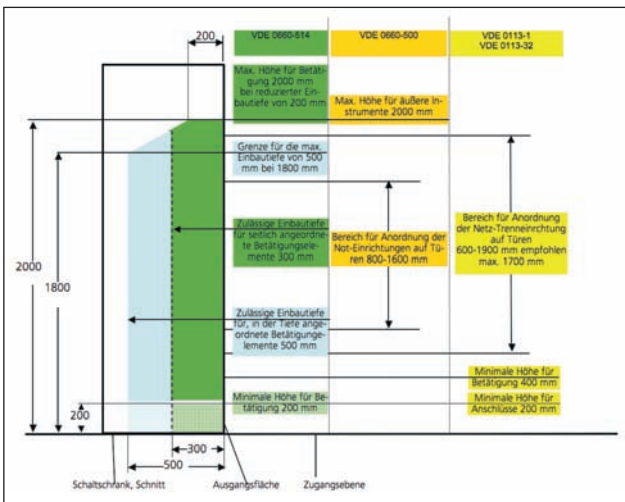 200
VDE 0660-514
VDE 0660-500
VDE 0113-1
VDE 0113-32
Max. Höhe für Betäti-
gung 2000 mm
bei reduzierter Ein-
bautiefe von 200 mm
Max. Höhe für äußere In-
strumente 2000 mm
Grenze für die max.
Einbautiefe von 500
mm bei 1800 mm
Zulässige Einbautiefe
für seitlich angeordne-
te Betätigungsele-
mente 300 mm
Bereich für Anordnung der
Not-Einrichtungen auf Tü-
ren 800-1600 mm
Bereich für Anordnung
der Netz-Trenneinrchtung
auf Türen
600-1900 mm empfohlen
max. 1700 mm
2000
1800
Zulässige Einbautiefe
für, in der Tiefe ange-
ordnete Betätigungse-
lemente 500 mm
Minimale Höhe für
Betätigung 400 mm
Minimale Höhe für Be-
tätigung 200 mm
Minimale Höhe für
Anschlüsse 200 mm
200
300
500
Schaltschrank, Schnitt
Ausgangsfläche
Zugangsebene